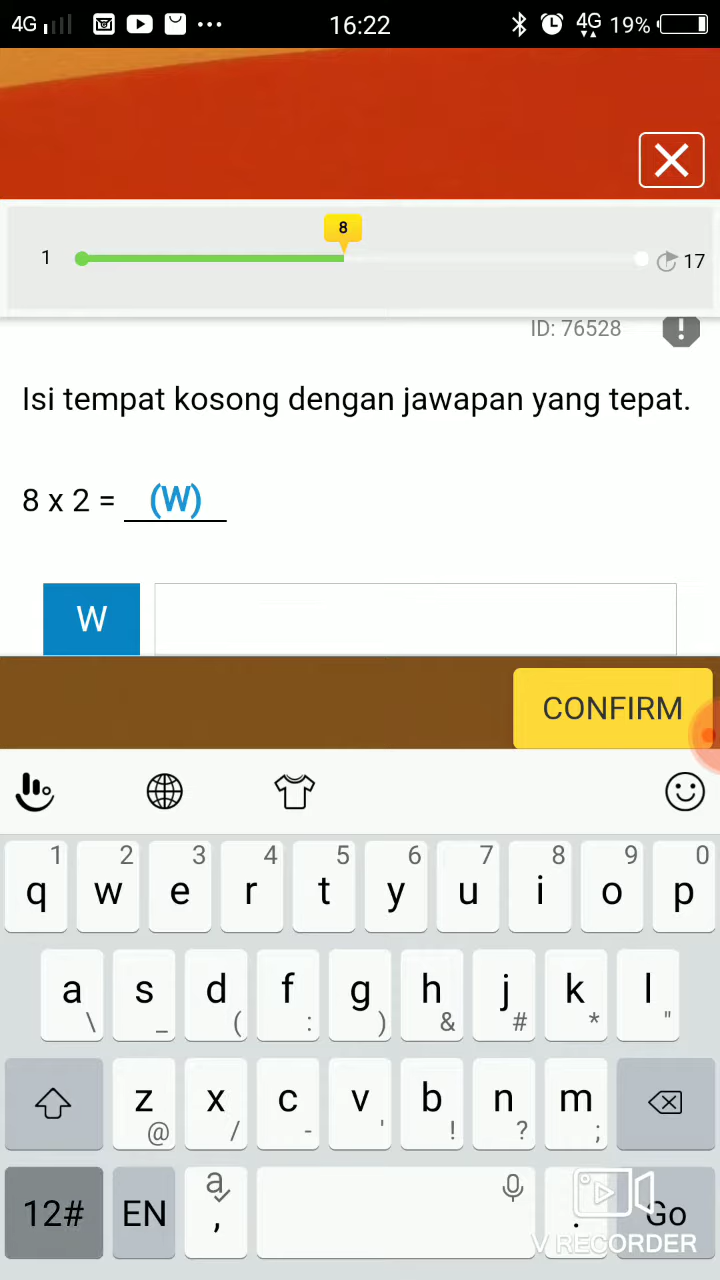 4G 16:22 4G 19%
8
1 17
ID: 76528
Isi tempat kosong dengan jawapan yang tepat.
8 x 2 = (W)
W
CONFIRM
1 2 3 4 5 6 7 8 9 0
q w e r t y u i o p
a s d f g h j k l
\ _ ( : ) & # * "
z x c v b n m
@ / - ' ! ? ;
12# EN a , . Go
V RECORDER